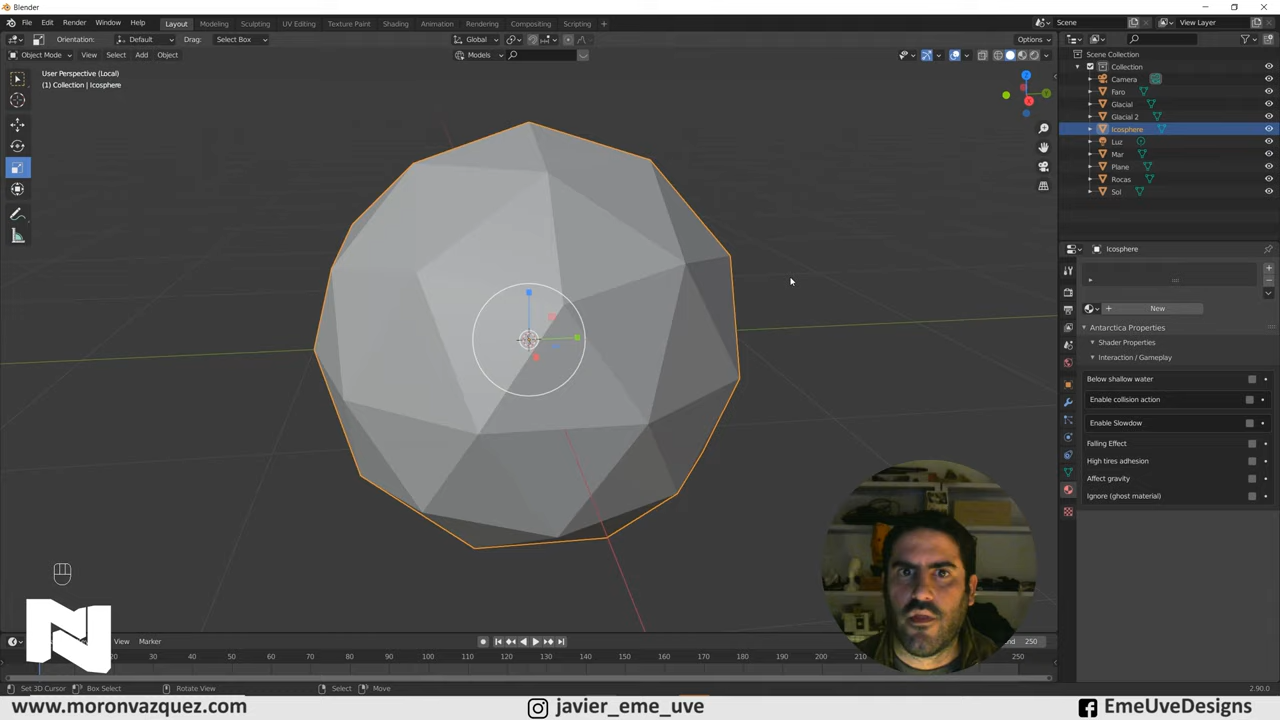 Blender
File Edit Render Window Help Layout Modeling Sculpting UV Editing Texture Paint Shading Animation Rendering Compositing Scripting + Scene View Layer
Orientation: Default Drag: Select Box Global Options
Object Mode View Select Add Object Models
User Perspective (Local)
(1) Collection | Icosphere
Scene Collection
Collection
Camera
Faro
Glacial
Glacial 2
Icosphere
Luz
Mar
Plane
Rocas
Sol
Icosphere
New
Antarctica Properties
Shader Properties
Interaction / Gameplay
Below shallow water
Enable collision action
Enable Slowdow
Falling Effect
High tires adhesion
Affect gravity
Ignore (ghost material)
N
View Marker
nd 250
20 30 40 50 60 70 80 90 100 110 120 130 140 150 160 170 180 190 200 250
Set 3D Cursor Box Select Rotate View Select Move 2.90.0
www.moronvazquez.com javier_eme_uve EmeUveDesigns